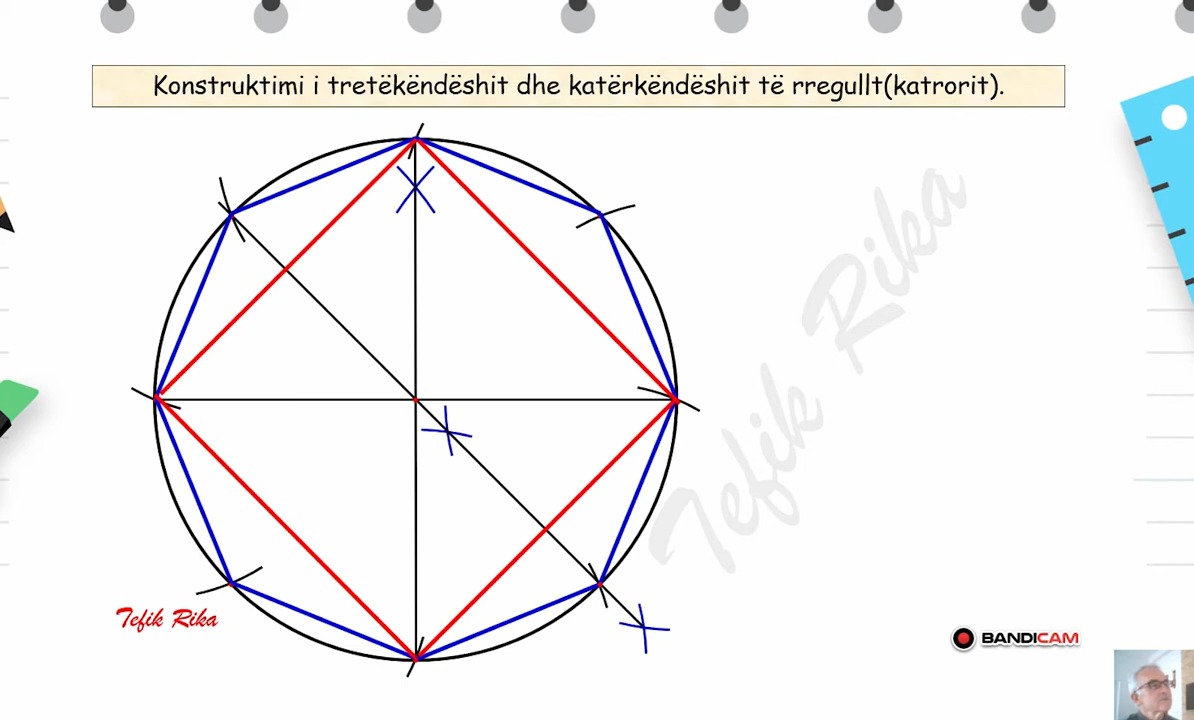 Konstruktimi i tretëkëndëshit dhe katërkëndëshit të rregullt(katrorit).
Tefik Rika
Tefik Rika
BANDICAM